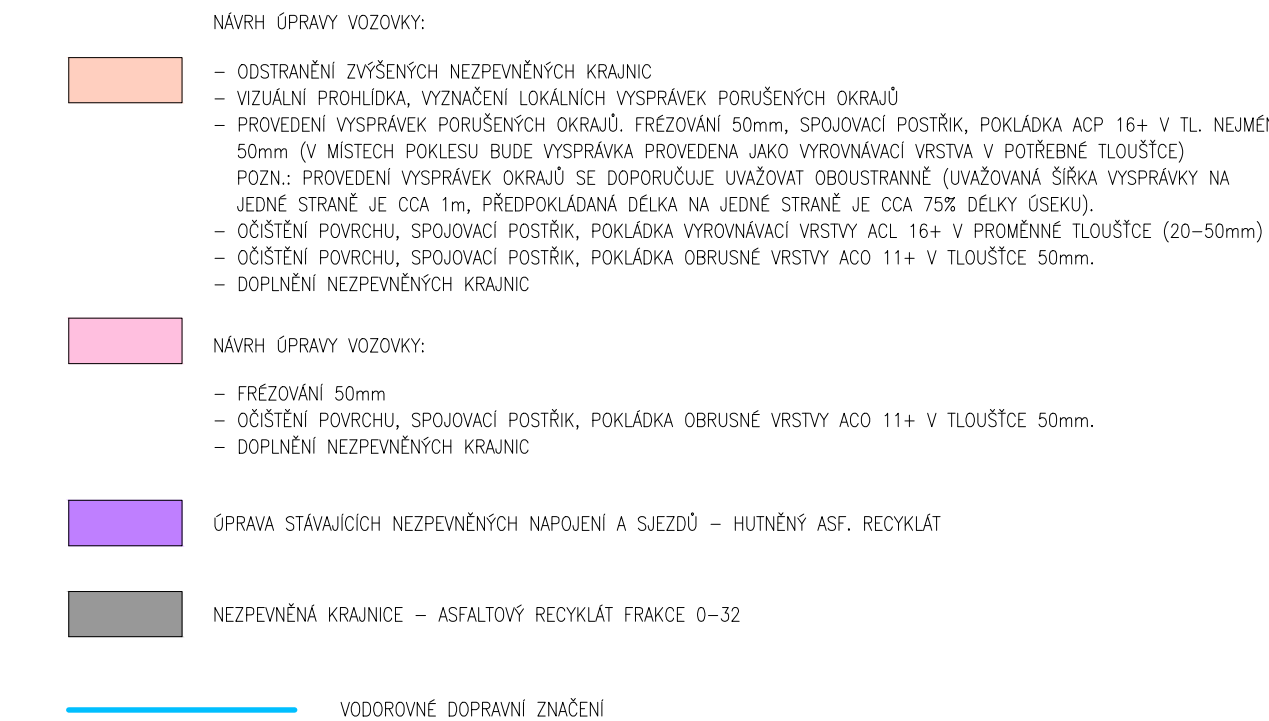 NÁVRH ÚPRAVY VOZOVKY:
– ODSTRANĚNÍ ZVÝŠENÝCH NEZPEVNĚNÝCH KRAJNIC
– VIZUÁLNÍ PROHLÍDKA, VYZNAČENÍ LOKÁLNÍCH VYSPRÁVEK PORUŠENÝCH OKRAJŮ
– PROVEDENÍ VYSPRÁVEK PORUŠENÝCH OKRAJŮ. FRÉZOVÁNÍ 50mm, SPOJOVACÍ POSTŘIK, POKLÁDKA ACP 16+ V TL. NEJMÉN
50mm (V MÍSTECH POKLESU BUDE VYSPRÁVKA PROVEDENA JAKO VYROVNÁVACÍ VRSTVA V POTŘEBNÉ TLOUŠŤCE)
POZN.: PROVEDENÍ VYSPRÁVEK OKRAJŮ SE DOPORUČUJE UVAŽOVAT OBOUSTRANNĚ (UVAŽOVANÁ ŠÍŘKA VYSPRÁVKY NA
JEDNÉ STRANĚ JE CCA 1m, PŘEDPOKLÁDANÁ DÉLKA NA JEDNÉ STRANĚ JE CCA 75% DÉLKY ÚSEKU).
– OČIŠTĚNÍ POVRCHU, SPOJOVACÍ POSTŘIK, POKLÁDKA VYROVNÁVACÍ VRSTVY ACL 16+ V PROMĚNNÉ TLOUŠŤCE (20–50mm)
– OČIŠTĚNÍ POVRCHU, SPOJOVACÍ POSTŘIK, POKLÁDKA OBRUSNÉ VRSTVY ACO 11+ V TLOUŠŤCE 50mm.
– DOPLNĚNÍ NEZPEVNĚNÝCH KRAJNIC
NÁVRH ÚPRAVY VOZOVKY:
– FRÉZOVÁNÍ 50mm
– OČIŠTĚNÍ POVRCHU, SPOJOVACÍ POSTŘIK, POKLÁDKA OBRUSNÉ VRSTVY ACO 11+ V TLOUŠŤCE 50mm.
– DOPLNĚNÍ NEZPEVNĚNÝCH KRAJNIC
ÚPRAVA STÁVAJÍCÍCH NEZPEVNĚNÝCH NAPOJENÍ A SJEZDŮ – HUTNĚNÝ ASF. RECYKLÁT
NEZPEVNĚNÁ KRAJNICE – ASFALTOVÝ RECYKLÁT FRAKCE 0–32
VODOROVNÉ DOPRAVNÍ ZNAČENÍ